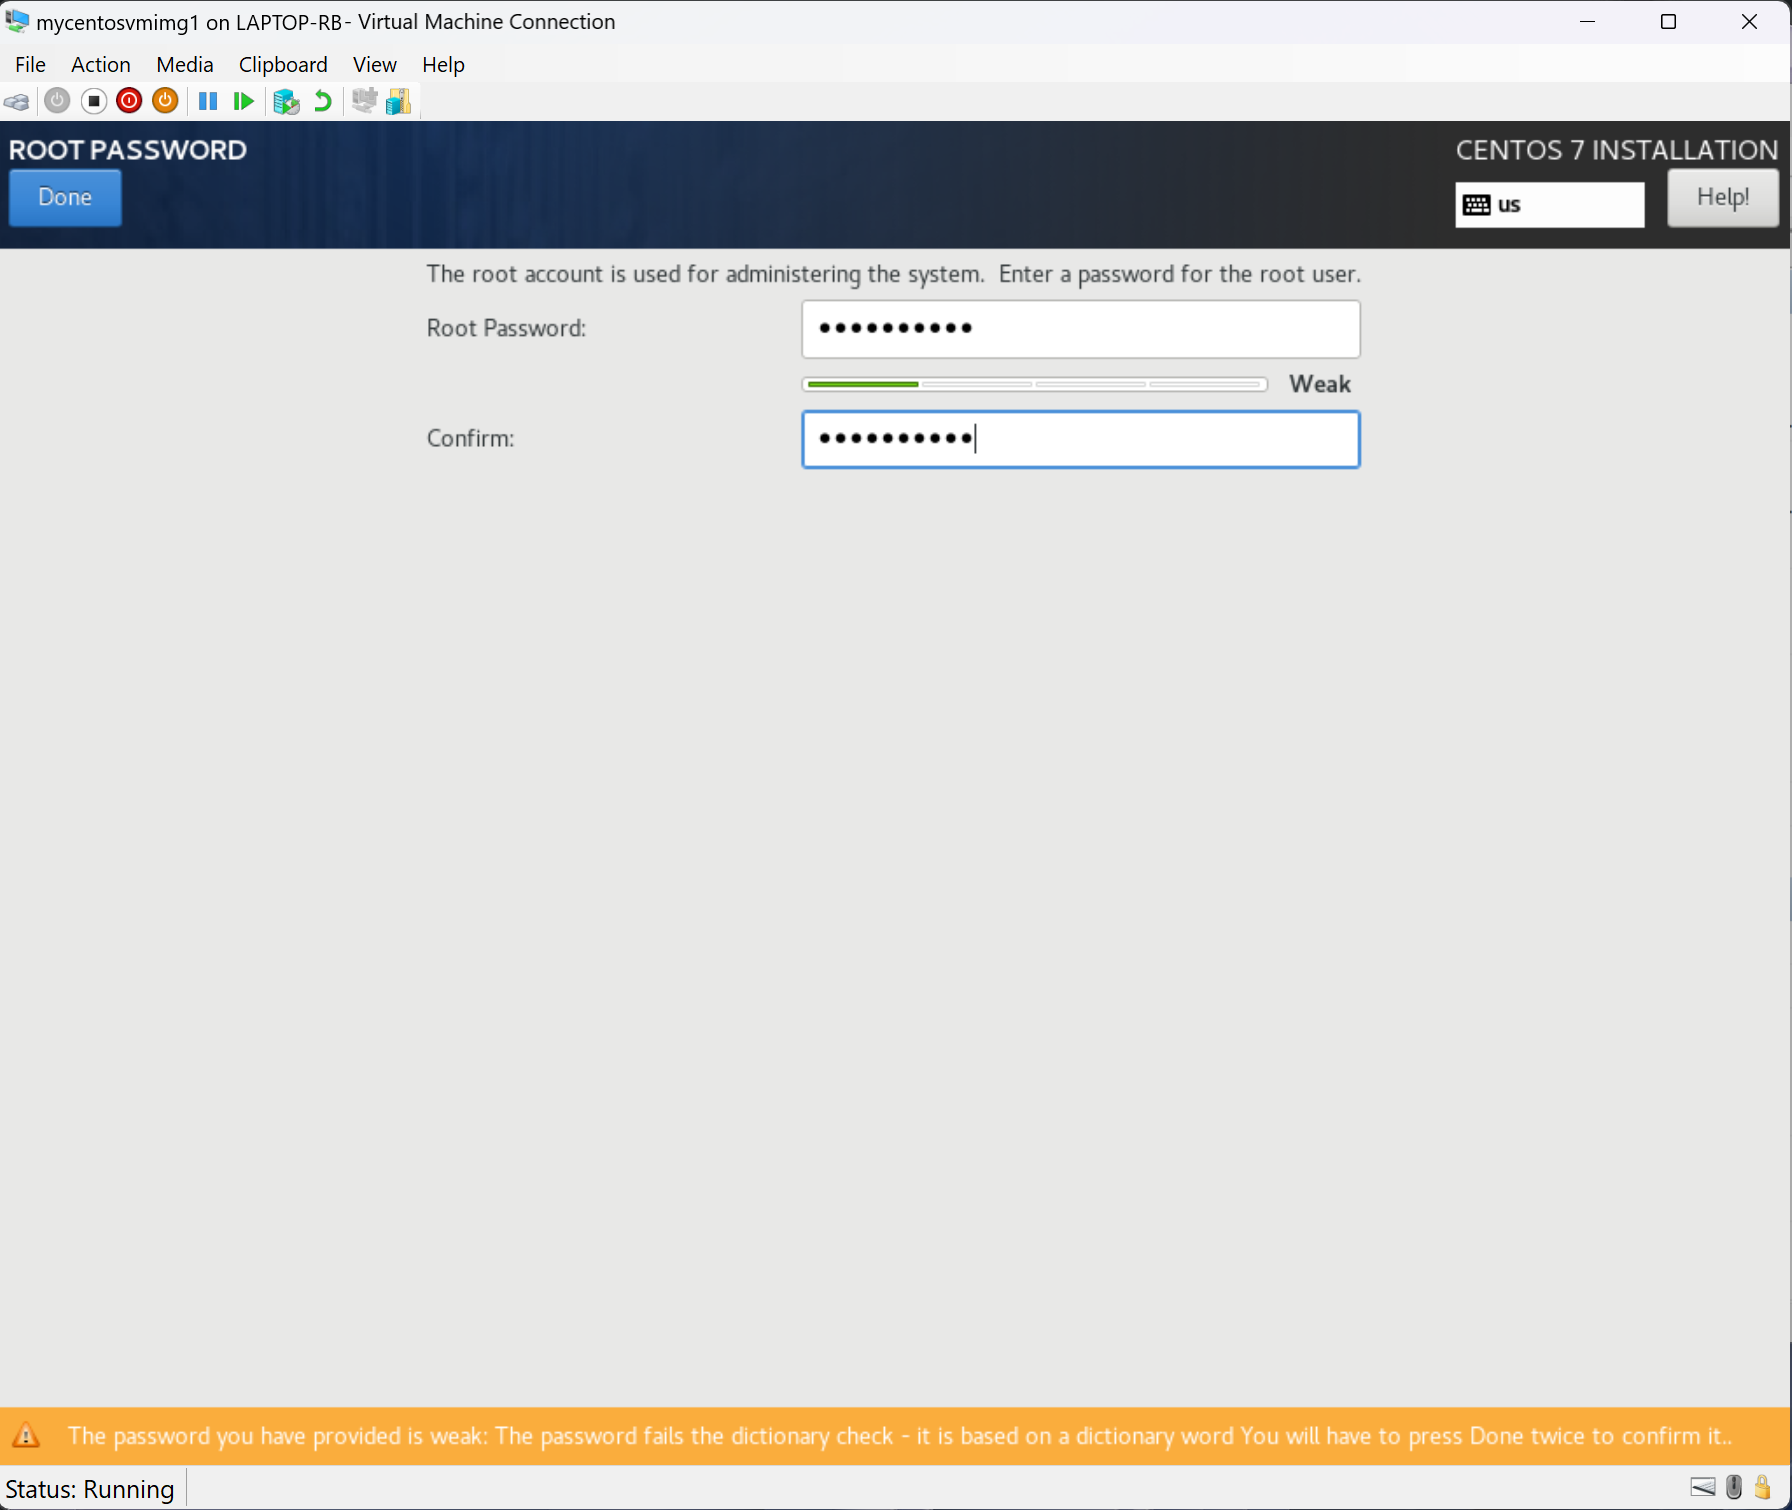 mycentosvmimg1 on LAPTOP-RB - Virtual Machine Connection
File Action Media Clipboard View Help
ROOT PASSWORD
CENTOS 7 INSTALLATION
Done
us
Help!
The root account is used for administering the system. Enter a password for the root user.
Root Password: ●●●●●●●●●●
Weak
Confirm: ●●●●●●●●●●
The password you have provided is weak: The password fails the dictionary check - it is based on a dictionary word You will have to press Done twice to confirm it..
Status: Running